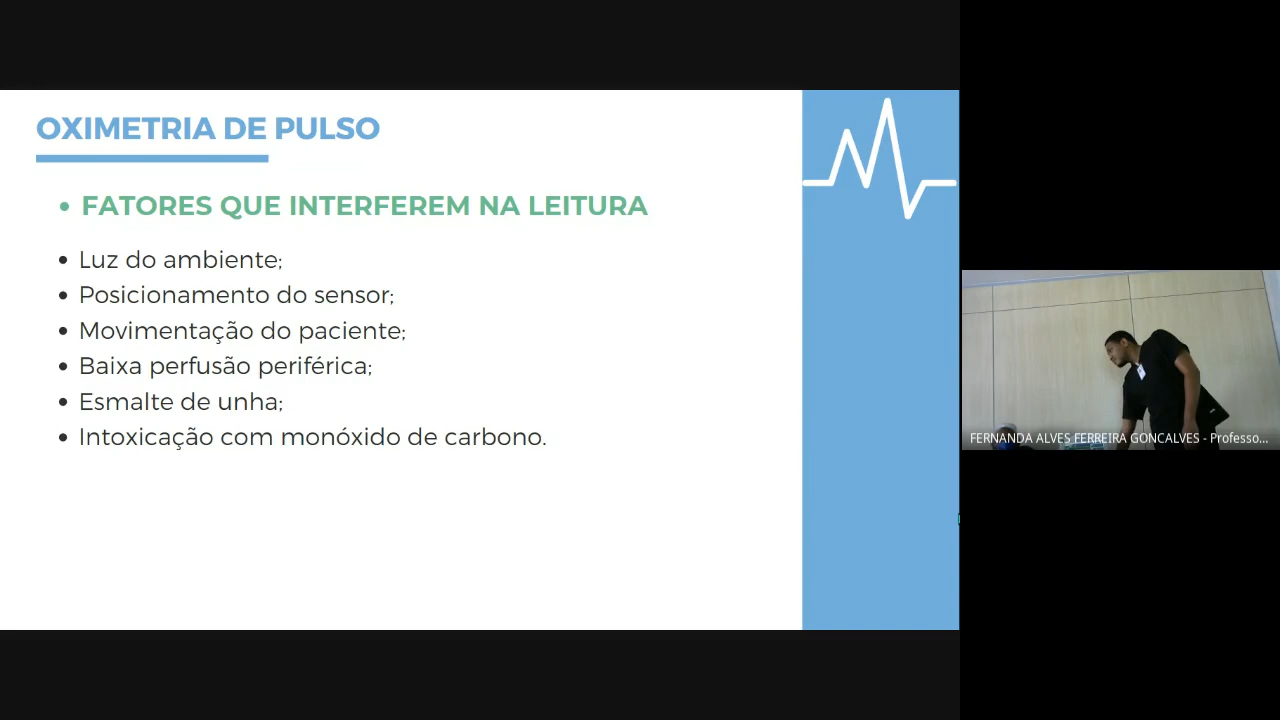 OXIMETRIA DE PULSO
• FATORES QUE INTERFEREM NA LEITURA
• Luz do ambiente;
• Posicionamento do sensor;
• Movimentação do paciente;
• Baixa perfusão periférica;
• Esmalte de unha;
• Intoxicação com monóxido de carbono.
FERNANDA ALVES FERREIRA GONCALVES - Professo...